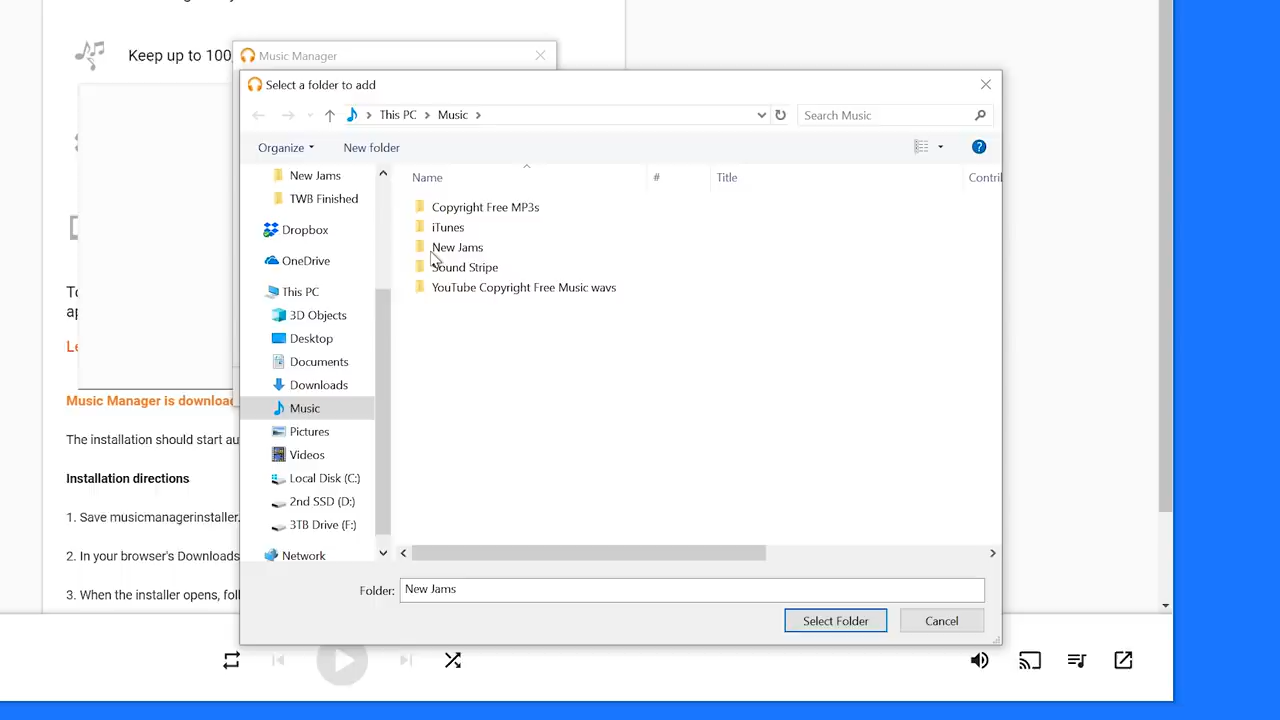 Keep up to 100
Music Manager
Select a folder to add
This PC
Music
Search Music
Organize
New folder
Name
#
Title
Contril
New Jams
TWB Finished
Dropbox
OneDrive
This PC
3D Objects
Desktop
Documents
Downloads
Music
Pictures
Videos
Local Disk (C:)
2nd SSD (D:)
3TB Drive (F:)
Network
Copyright Free MP3s
iTunes
New Jams
Sound Stripe
YouTube Copyright Free Music wavs
Folder:
New Jams
Select Folder
Cancel
To
ap
Le
Music Manager is download
The installation should start au
Installation directions
1. Save musicmanagerinstaller.
2. In your browser's Downloads
3. When the installer opens, foll